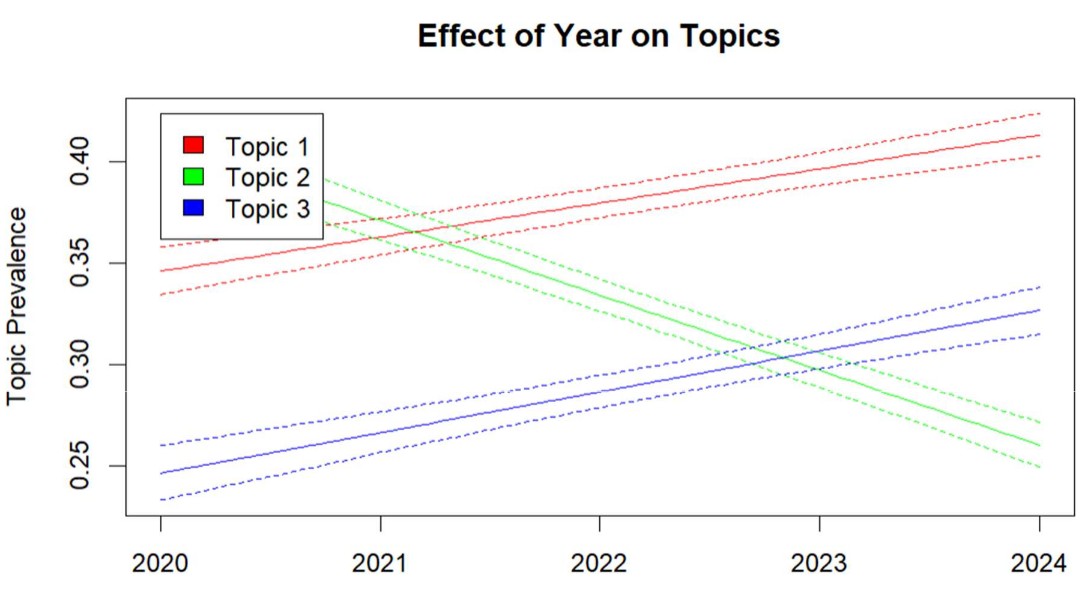 Effect of Year on Topics
Topic Prevalence
0.40
0.35
0.30
0.25
Topic 1
Topic 2
Topic 3
2020 2021 2022 2023 2024